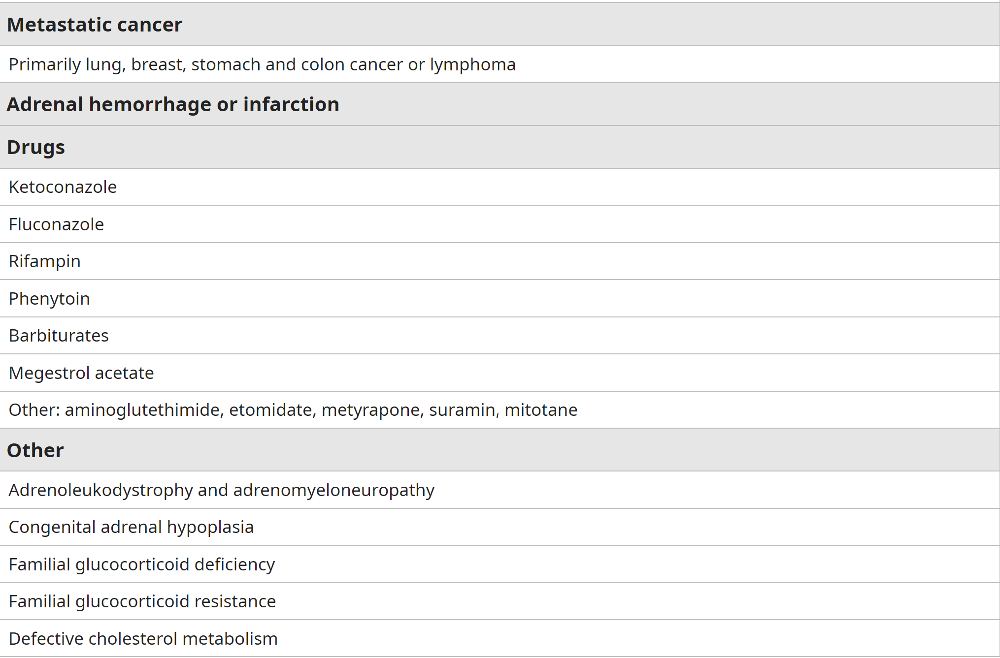 Metastatic cancer
Primarily lung, breast, stomach and colon cancer or lymphoma
Adrenal hemorrhage or infarction
Drugs
Ketoconazole
Fluconazole
Rifampin
Phenytoin
Barbiturates
Megestrol acetate
Other: aminoglutethimide, etomidate, metyrapone, suramin, mitotane
Other
Adrenoleukodystrophy and adrenomyeloneuropathy
Congenital adrenal hypoplasia
Familial glucocorticoid deficiency
Familial glucocorticoid resistance
Defective cholesterol metabolism